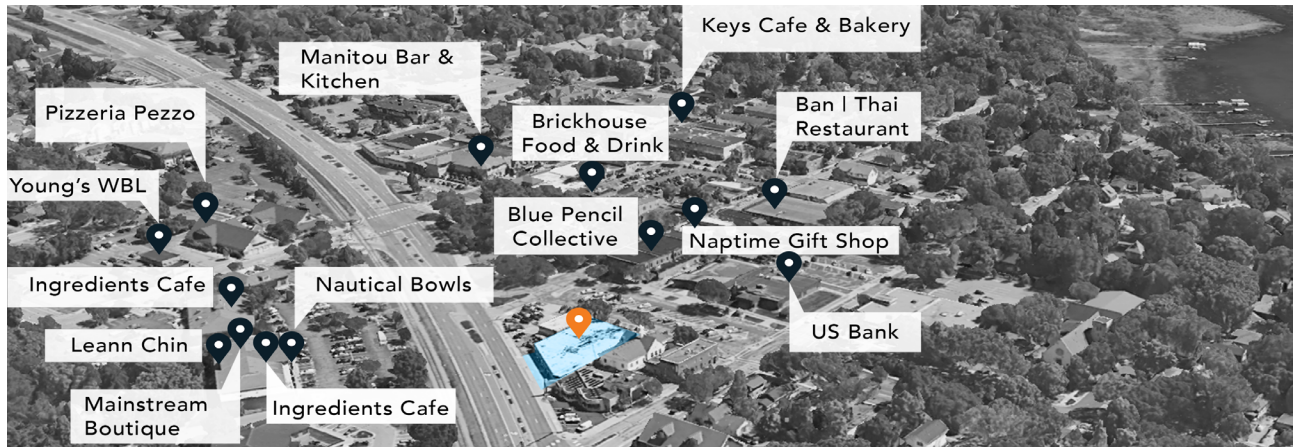 Keys Cafe & Bakery
Manitou Bar &
Kitchen
Pizzeria Pezzo
Ban | Thai
Restaurant
Brickhouse
Food & Drink
Young's WBL
Blue Pencil
Collective
Naptime Gift Shop
Ingredients Cafe
Nautical Bowls
US Bank
Leann Chin
Mainstream
Boutique
Ingredients Cafe